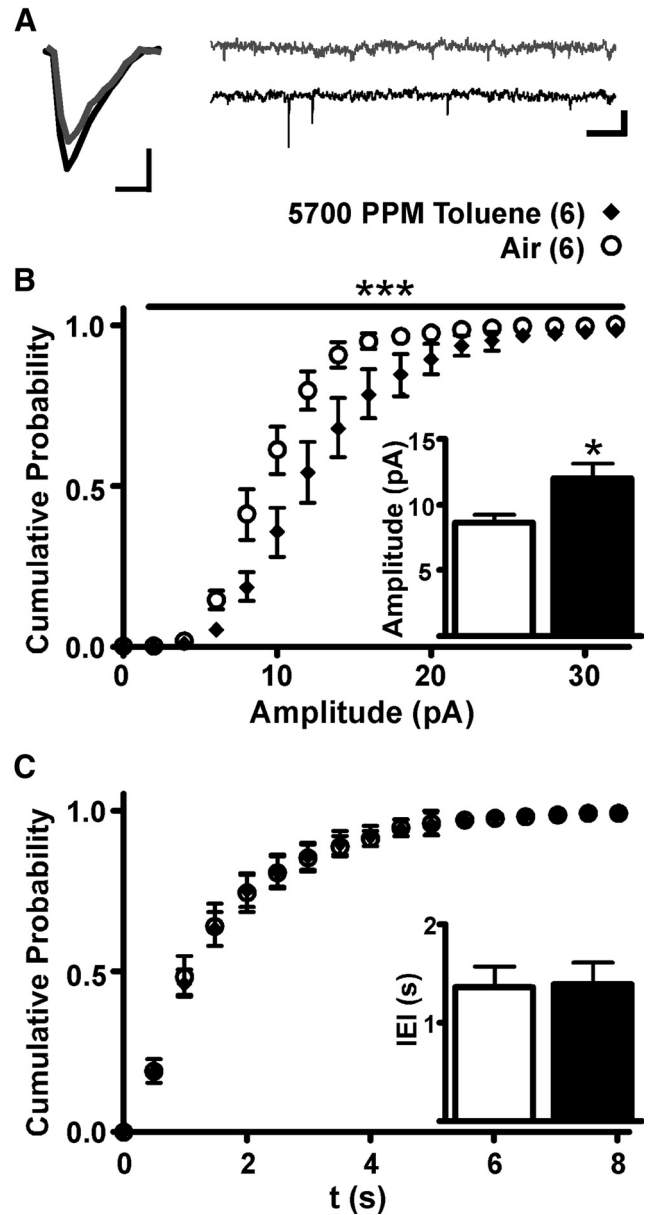 A
5700 PPM Toluene (6) ◆
Air (6) O
B
***
Cumulative Probability
1.0
0.5
0.0
0 10 20 30
Amplitude (pA)
Amplitude (pA)
15
10
5
*
C
Cumulative Probability
1.0
0.5
0.0
0 2 4 6 8
t (s)
IEI (s)
2
1